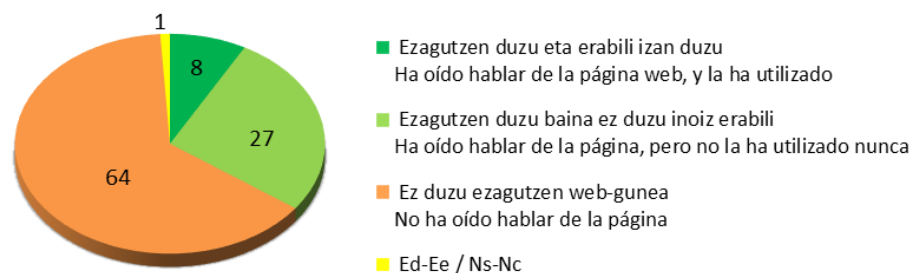 1
8
27
64
Ezagutzen duzu eta erabili izan duzu
Ha oído hablar de la página web, y la ha utilizado
Ezagutzen duzu baina ez duzu inoiz erabili
Ha oído hablar de la página, pero no la ha utilizado nunca
Ez duzu ezagutzen web-gunea
No ha oído hablar de la página
Ed-Ee / Ns-Nc